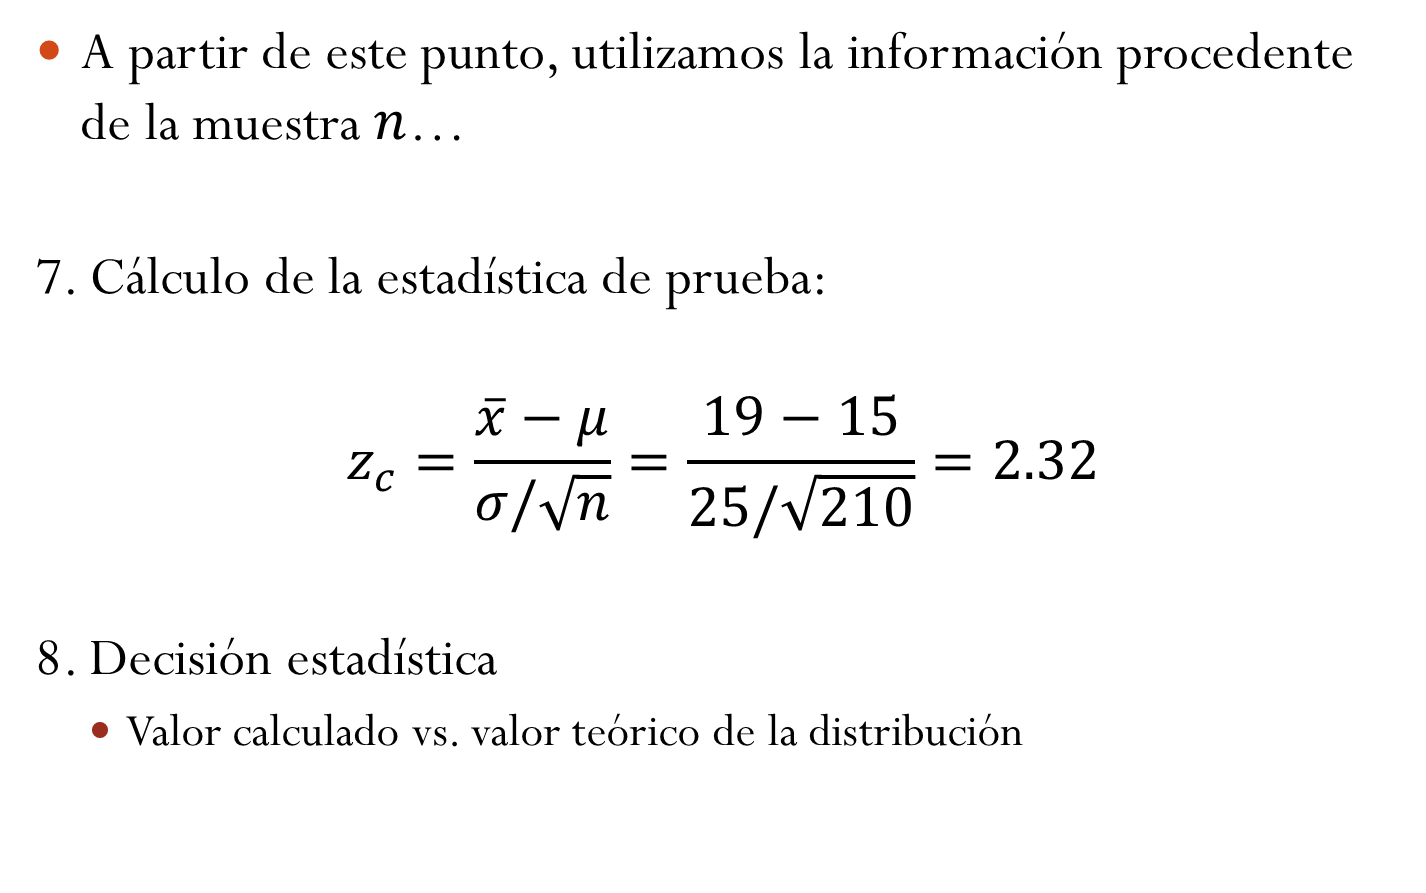 • A partir de este punto, utilizamos la información procedente
de la muestra n…
7. Cálculo de la estadística de prueba:
z_c = (x̄ − μ)/(σ/√n) = (19 − 15)/(25/√210) = 2.32
8. Decisión estadística
• Valor calculado vs. valor teórico de la distribución